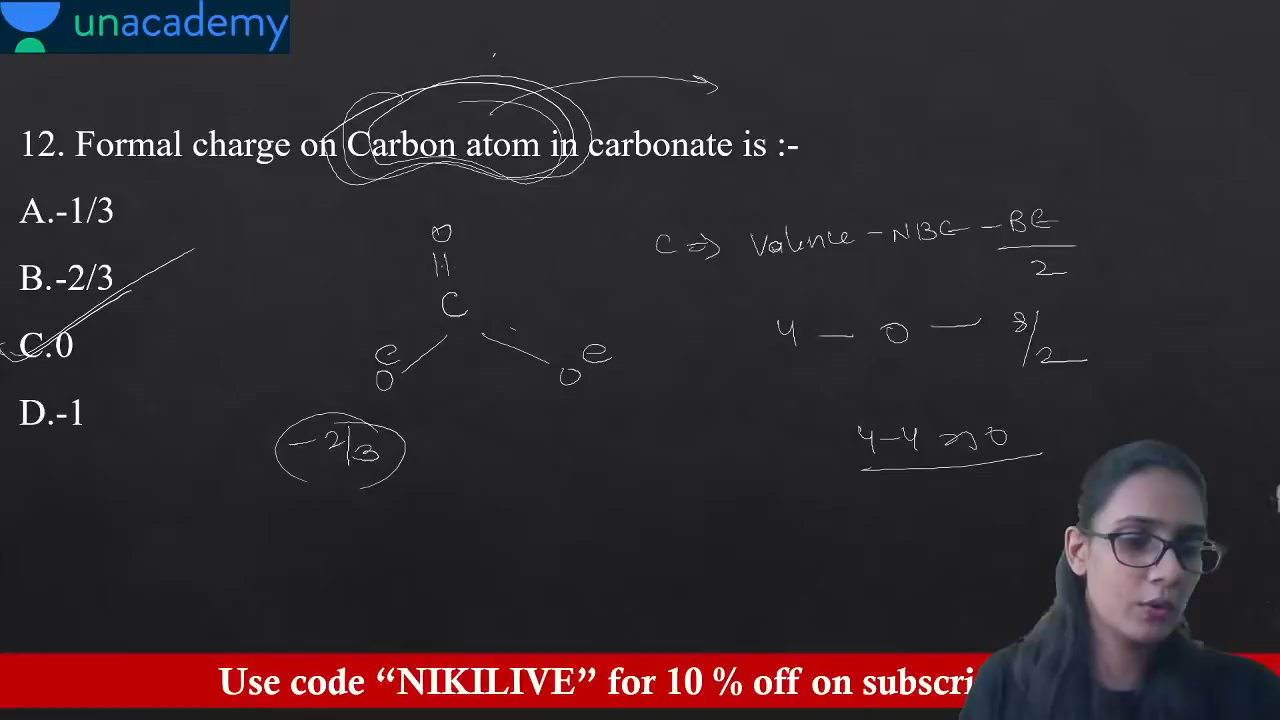 unacademy
12. Formal charge on Carbon atom in carbonate is :-
A.-1/3
B.-2/3
C.0
D.-1
O
C
⊖ ⊖
O O
-2/3
C ⇒ Valence - NBE - BE/2
4 - 0 - 8/2
4-4 ⇒ 0
Use code “NIKILIVE” for 10 % off on subscri